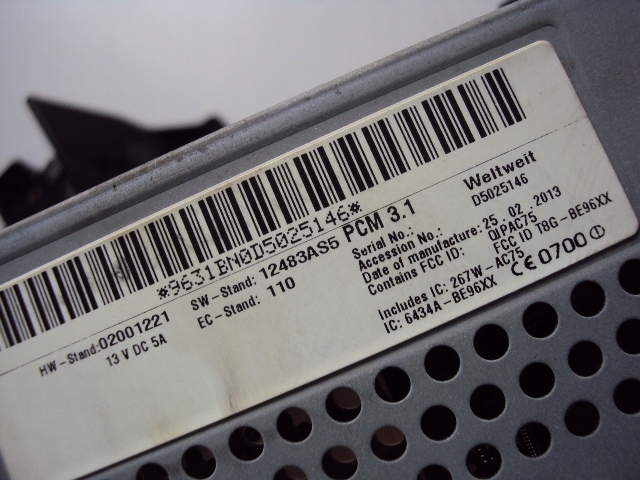 *9631BN0D5025146*
HW-Stand:02001221
13 V DC 5A
SW-Stand: 12483AS5
EC-Stand: 110
PCM 3.1 Weltweit
Serial No.: D5025146
Accession No.:
Date of manufacture: 25 02 2013
Contains FCC ID: QIPAC75
FCC ID T8G-BE96XX
Includes IC: 267W-AC75
IC: 6434A-BE96XX
CE 0700